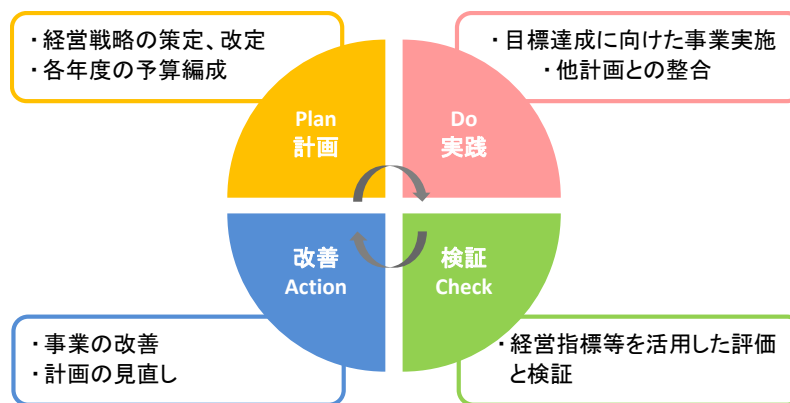 ・経営戦略の策定、改定
・各年度の予算編成
・目標達成に向けた事業実施
・他計画との整合
Plan
計画
Do
実践
改善
Action
検証
Check
・事業の改善
・計画の見直し
・経営指標等を活用した評価
と検証